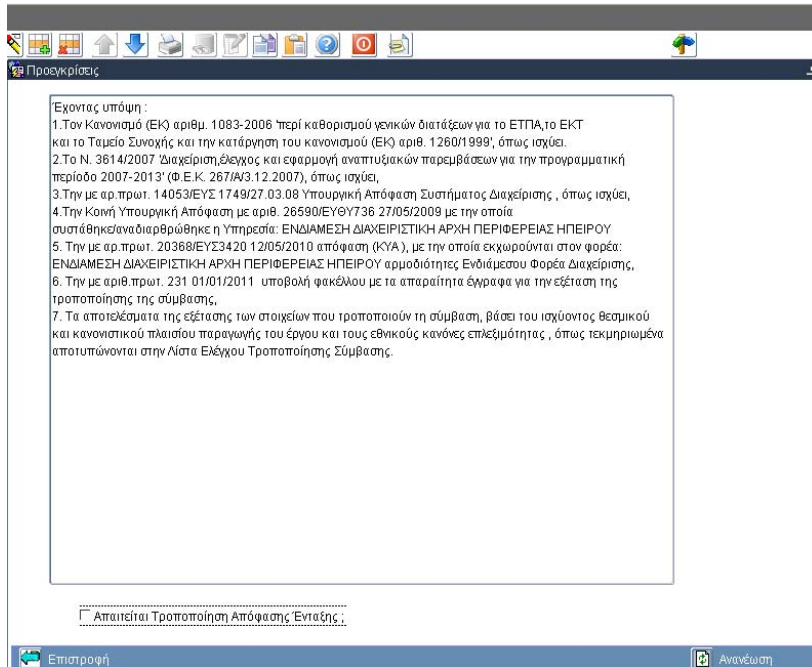 Προεγκρίσεις
Έχοντας υπόψη :
1.Τον Κανονισμό (ΕΚ) αριθμ. 1083-2006 'περί καθορισμού γενικών διατάξεων για το ΕΤΠΑ,το ΕΚΤ
και το Ταμείο Συνοχής και την κατάργηση του κανονισμού (ΕΚ) αριθ. 1260/1999', όπως ισχύει.
2.Το Ν. 3614/2007 'Διαχείριση,έλεγχος και εφαρμογή αναπτυξιακών παρεμβάσεων για την προγραμματική
περίοδο 2007-2013' (Φ.Ε.Κ. 267/Α/3.12.2007), όπως ισχύει,
3.Την με αρ.πρωτ. 14053/ΕΥΣ 1749/27.03.08 Υπουργική Απόφαση Συστήματος Διαχείρισης , όπως ισχύει,
4.Την Κοινή Υπουργική Απόφαση με αριθ. 26590/ΕΥΘΥ736 27/05/2009 με την οποία
συστάθηκε/αναδιαρθρώθηκε η Υπηρεσία: ΕΝΔΙΑΜΕΣΗ ΔΙΑΧΕΙΡΙΣΤΙΚΗ ΑΡΧΗ ΠΕΡΙΦΕΡΕΙΑΣ ΗΠΕΙΡΟΥ
5. Την με αρ.πρωτ. 20368/ΕΥΣ3420 12/05/2010 απόφαση (ΚΥΑ ), με την οποία εκχωρούνται στον φορέα:
ΕΝΔΙΑΜΕΣΗ ΔΙΑΧΕΙΡΙΣΤΙΚΗ ΑΡΧΗ ΠΕΡΙΦΕΡΕΙΑΣ ΗΠΕΙΡΟΥ αρμοδιότητες Ενδιάμεσου Φορέα Διαχείρισης,
6. Την με αριθ.πρωτ. 231 01/01/2011 υποβολή φακέλλου με τα απαραίτητα έγραφα για την εξέταση της
τροποποίησης της σύμβασης,
7. Τα αποτελέσματα της εξέτασης των στοιχείων που τροποποιούν τη σύμβαση, βάσει του ισχύοντος θεσμικού
και κανονιστικού πλαισίου παραγωγής του έργου και τους εθνικούς κανόνες επιλεξιμότητας , όπως τεκμηριωμένα
αποτυπώνονται στην Λίστα Ελέγχου Τροποποίησης Σύμβασης.
Απαιτείται Τροποποίηση Απόφασης Ένταξης ;
Επιστροφή
Ανανέωση